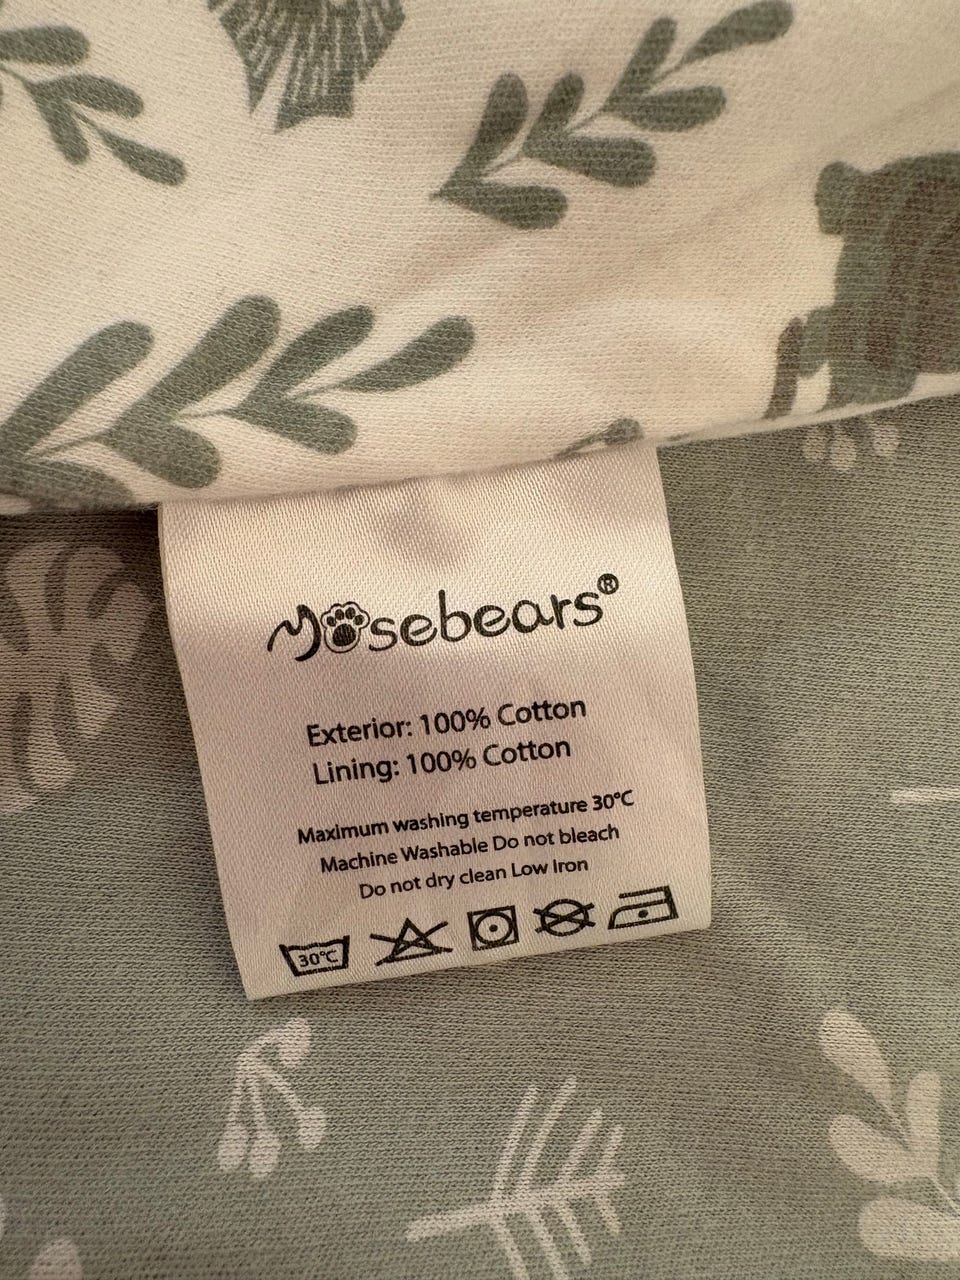 Mosebears®
Exterior: 100% Cotton
Lining: 100% Cotton
Maximum washing temperature 30°C
Machine Washable Do not bleach
Do not dry clean Low Iron
30°C